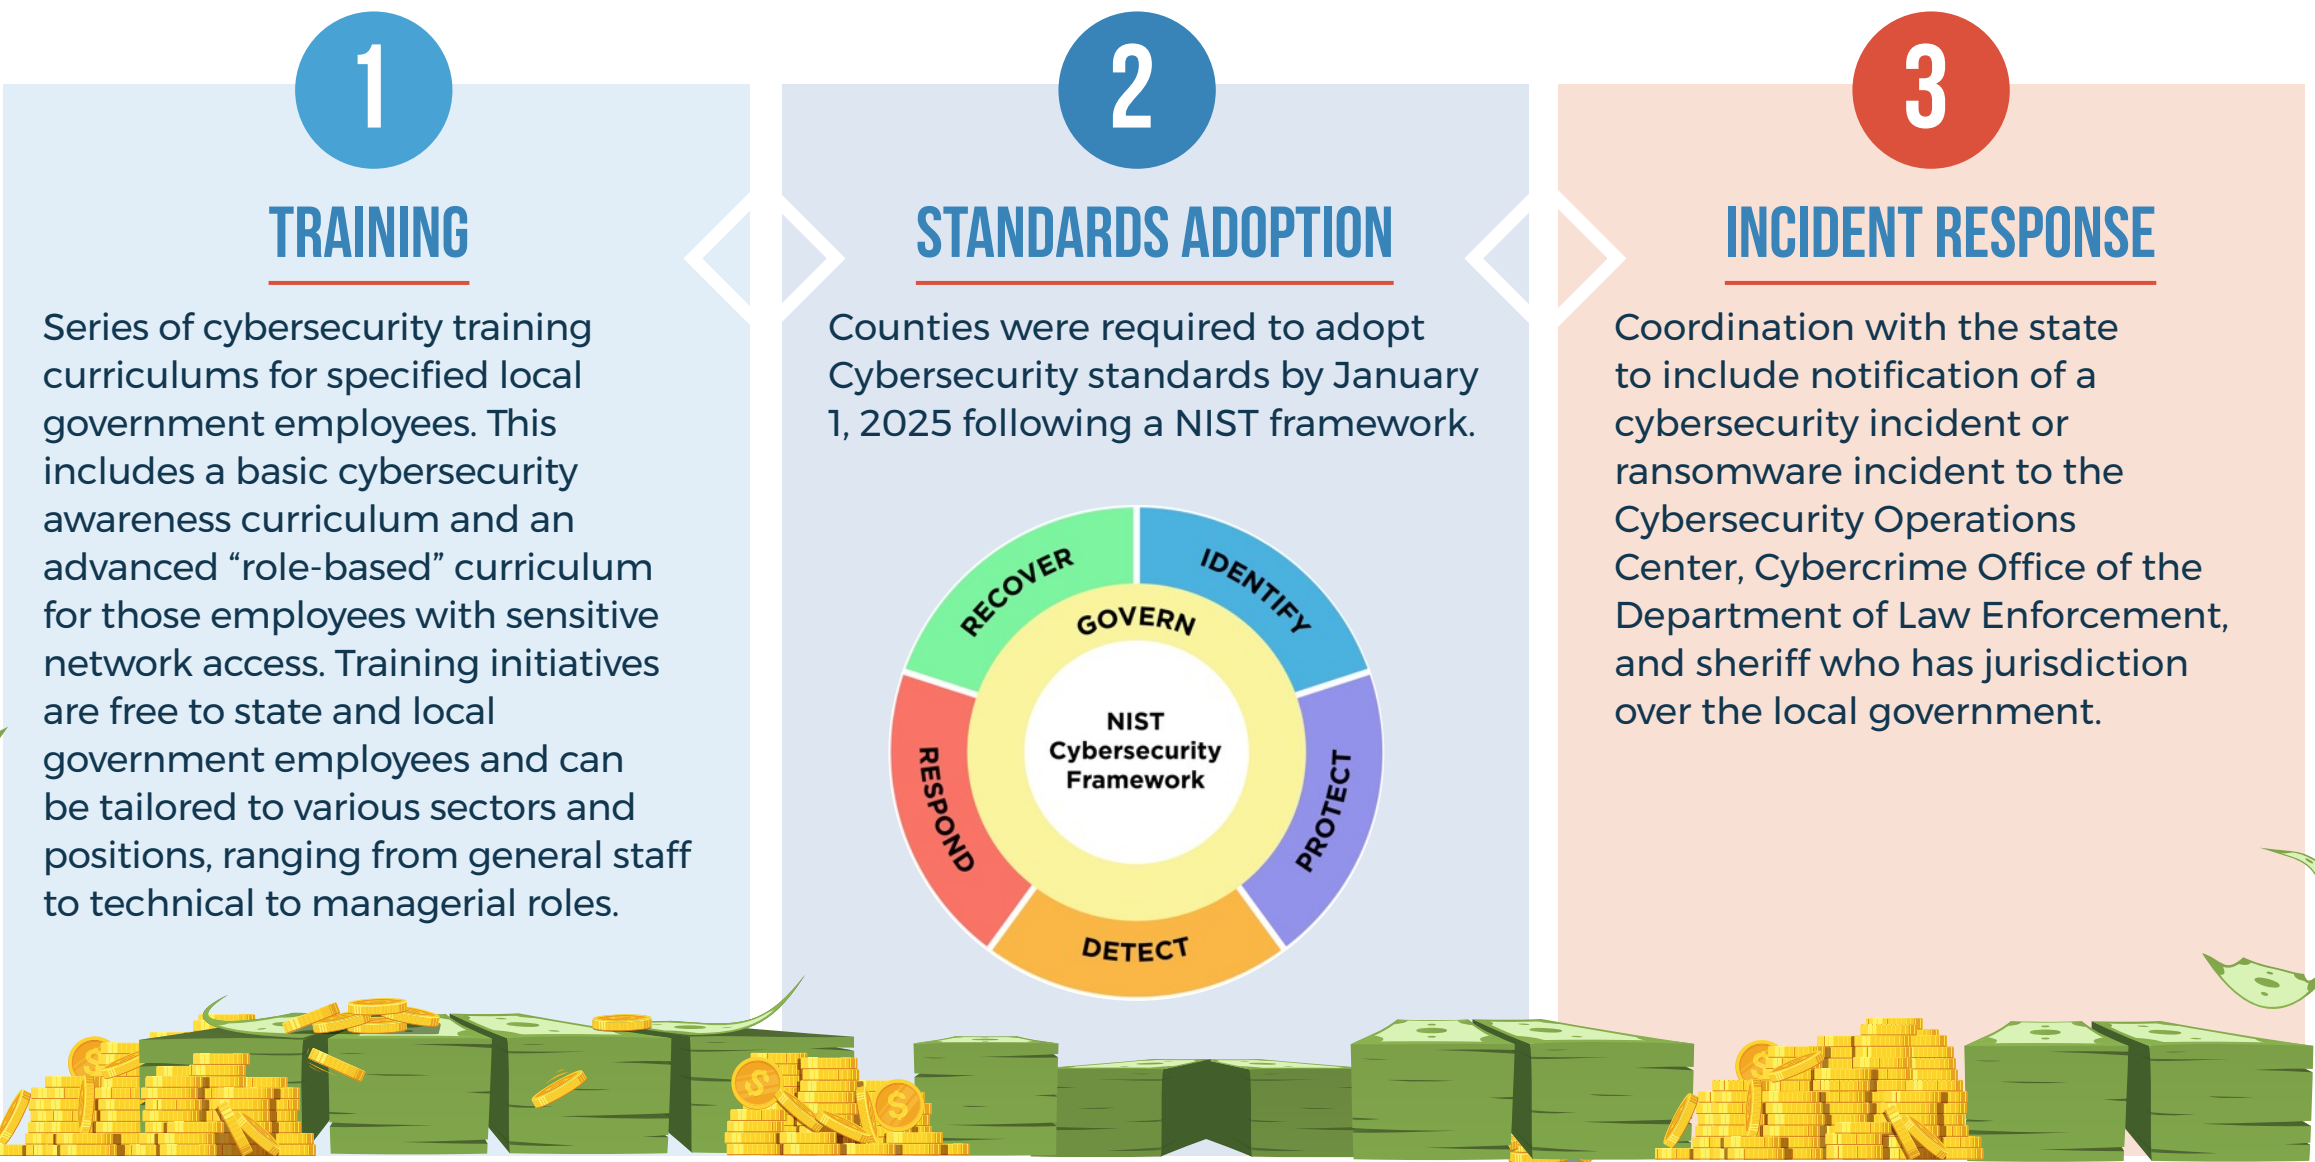 1
TRAINING
Series of cybersecurity training
curriculums for specified local
government employees. This
includes a basic cybersecurity
awareness curriculum and an
advanced “role-based” curriculum
for those employees with sensitive
network access. Training initiatives
are free to state and local
government employees and can
be tailored to various sectors and
positions, ranging from general staff
to technical to managerial roles.
2
STANDARDS ADOPTION
Counties were required to adopt
Cybersecurity standards by January
1, 2025 following a NIST framework.
RECOVER
IDENTIFY
GOVERN
NIST
Cybersecurity
Framework
RESPOND
PROTECT
DETECT
3
INCIDENT RESPONSE
Coordination with the state
to include notification of a
cybersecurity incident or
ransomware incident to the
Cybersecurity Operations
Center, Cybercrime Office of the
Department of Law Enforcement,
and sheriff who has jurisdiction
over the local government.
$
$
$
$